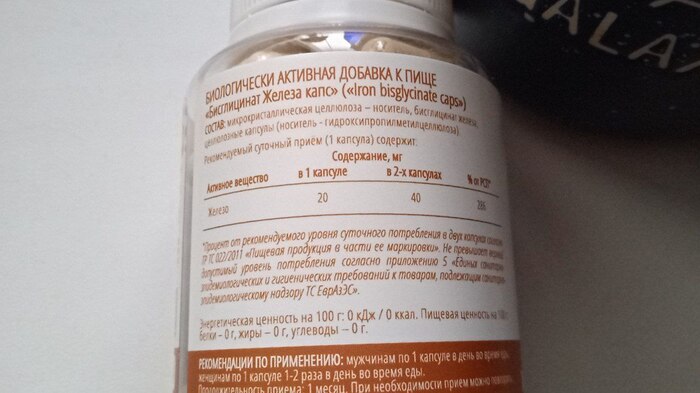 БИОЛОГИЧЕСКИ АКТИВНАЯ ДОБАВКА К ПИЩЕ
«Бисглицинат Железа капс» («Iron bisglycinate caps»)
СОСТАВ: микрокристаллическая целлюлоза – носитель, бисглицинат железа,
целлюлозные капсулы (носитель - гидроксипропилметилцеллюлоза).
Рекомендуемый суточный прием (1 капсула) содержит:
Содержание, мг
Активное вещество в 1 капсуле в 2-х капсулах % от РСП*
Железо 20 40 286
*Процент от рекомендуемого уровня суточного потребления в двух капсулах согласно
ТР ТС 022/2011 «Пищевая продукция в части ее маркировки». Не превышает верхний
допустимый уровень потребления согласно приложению 5 «Единых санитарно-
эпидемиологических и гигиенических требований к товарам, подлежащим санитарно-
эпидемическому надзору ТС ЕврАзЭС».
Энергетическая ценность на 100 г: 0 кДж / 0 ккал. Пищевая ценность на 100
белки – 0 г, жиры – 0 г, углеводы – 0 г.
РЕКОМЕНДАЦИИ ПО ПРИМЕНЕНИЮ: мужчинам по 1 капсуле в день во время еды,
женщинам по 1 капсуле 1-2 раза в день во время еды.
Продолжительность приема: 1 месяц. При необходимости прием можно